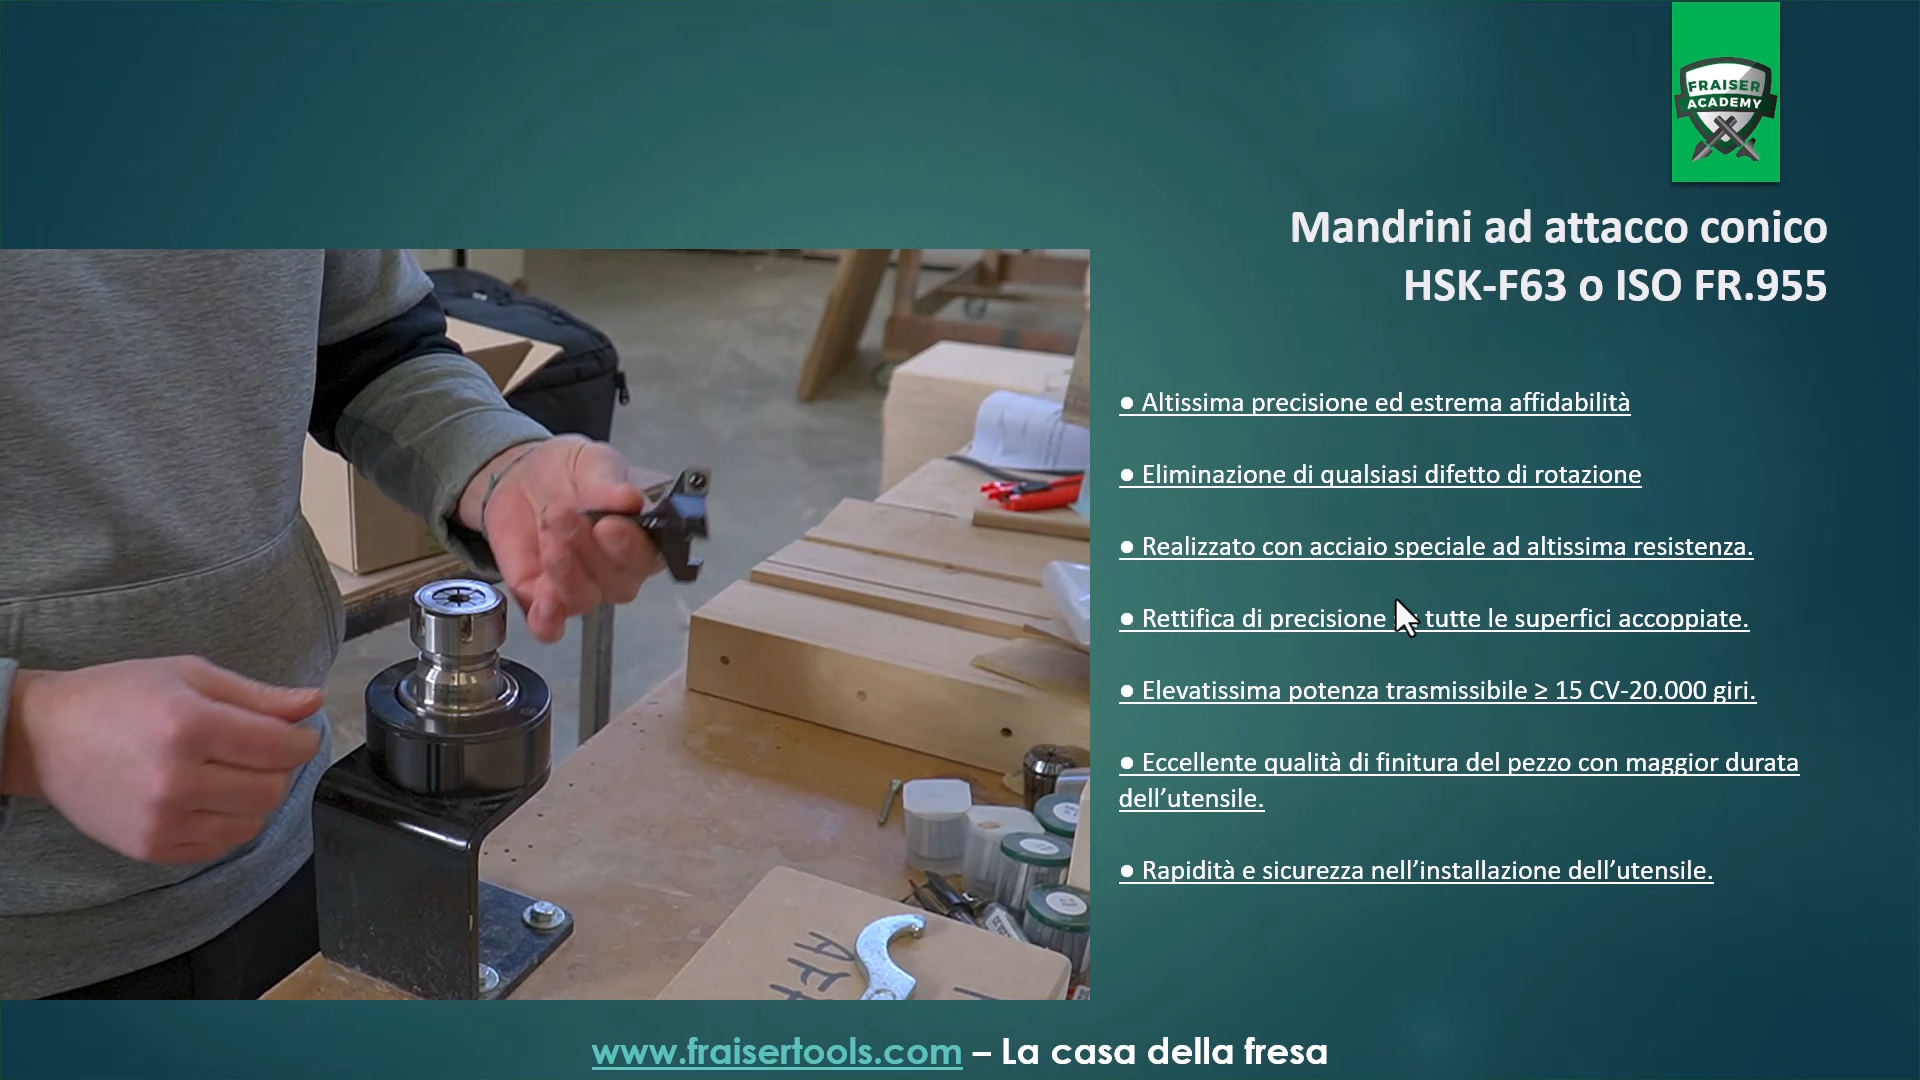 FRAISER
ACADEMY
Mandrini ad attacco conico
HSK-F63 o ISO FR.955
● Altissima precisione ed estrema affidabilità
● Eliminazione di qualsiasi difetto di rotazione
● Realizzato con acciaio speciale ad altissima resistenza.
● Rettifica di precisione tutte le superfici accoppiate.
● Elevatissima potenza trasmissibile ≥ 15 CV-20.000 giri.
● Eccellente qualità di finitura del pezzo con maggior durata
dell’utensile.
● Rapidità e sicurezza nell’installazione dell’utensile.
www.fraisertools.com – La casa della fresa